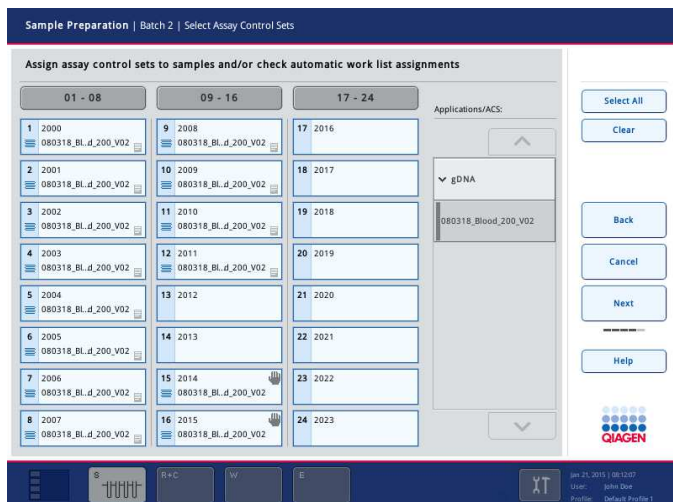 Sample Preparation | Batch 2 | Select Assay Control Sets
Assign assay control sets to samples and/or check automatic work list assignments
01 - 08
09 - 16
17 - 24
Applications/ACS:
1 2000
080318_Bl..d_200_V02
2 2001
080318_Bl..d_200_V02
3 2002
080318_Bl..d_200_V02
4 2003
080318_Bl..d_200_V02
5 2004
080318_Bl..d_200_V02
6 2005
080318_Bl..d_200_V02
7 2006
080318_Bl..d_200_V02
8 2007
080318_Bl..d_200_V02
9 2008
080318_Bl..d_200_V02
10 2009
080318_Bl..d_200_V02
11 2010
080318_Bl..d_200_V02
12 2011
080318_Bl..d_200_V02
13 2012
14 2013
15 2014
080318_Bl..d_200_V02
16 2015
080318_Bl..d_200_V02
17 2016
18 2017
19 2018
20 2019
21 2020
22 2021
23 2022
24 2023
gDNA
080318_Blood_200_V02
Select All
Clear
Back
Cancel
Next
Help
QIAGEN
S
R+C
W
E
Jan 21, 2015 | 08:12:07
User: John Doe
Profile: Default Profile 1